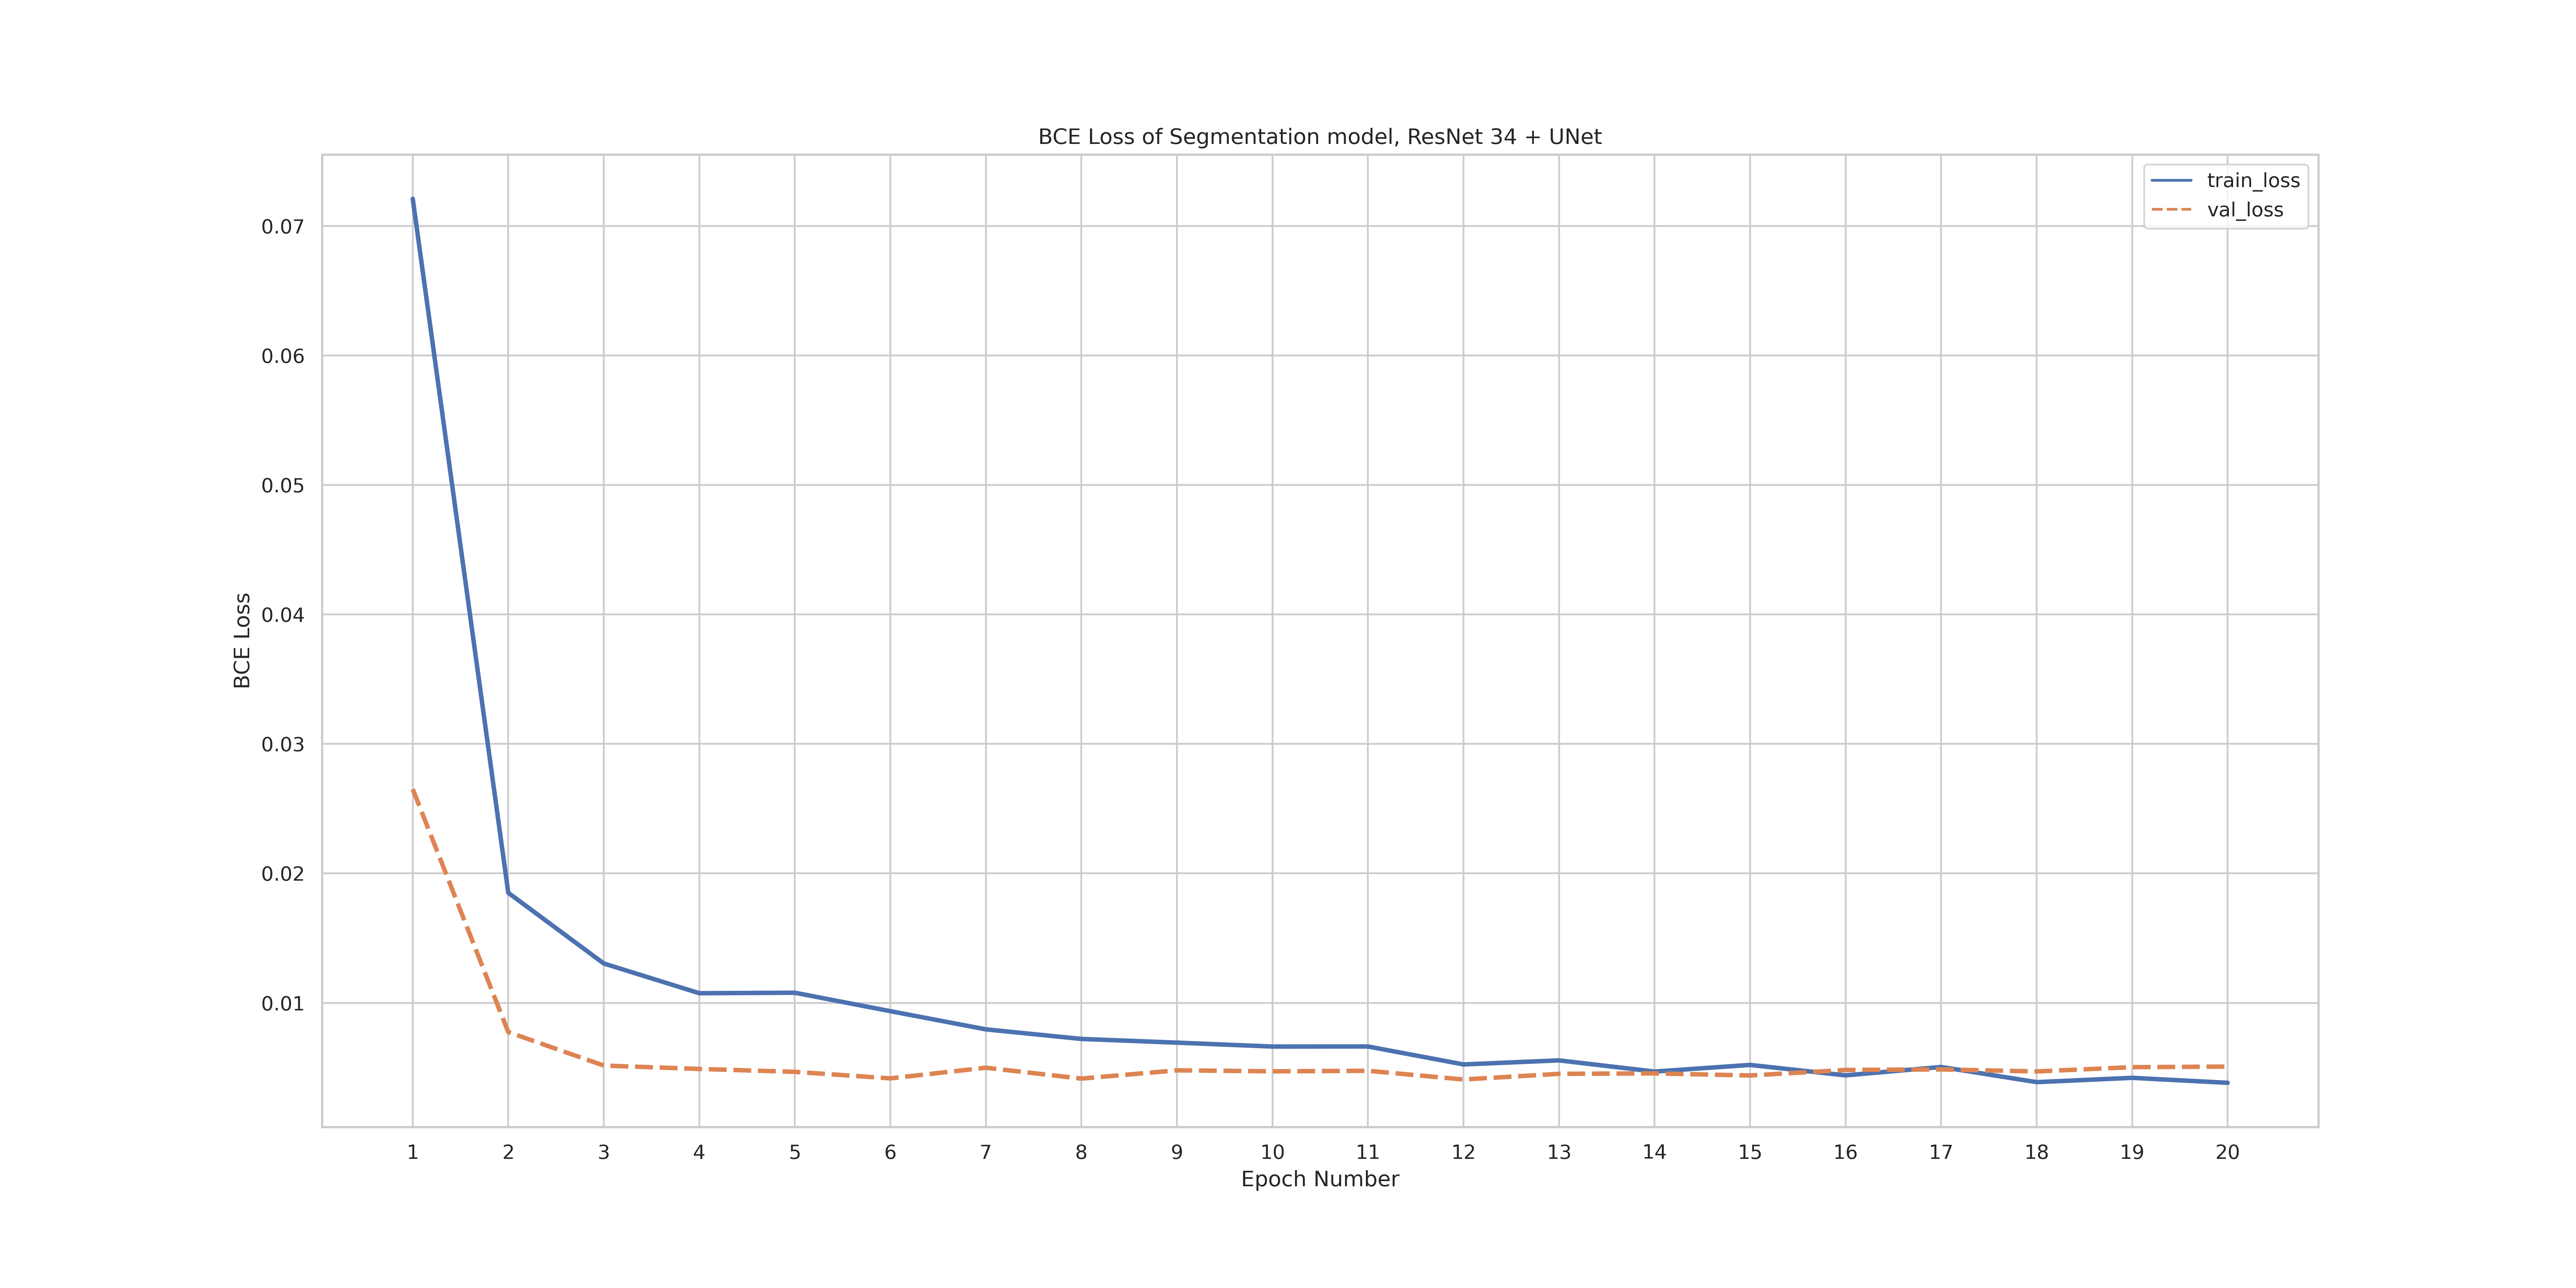 BCE Loss of Segmentation model, ResNet 34 + UNet
train_loss
val_loss
0.07
0.06
0.05
0.04
0.03
0.02
0.01
BCE Loss
1 2 3 4 5 6 7 8 9 10 11 12 13 14 15 16 17 18 19 20
Epoch Number